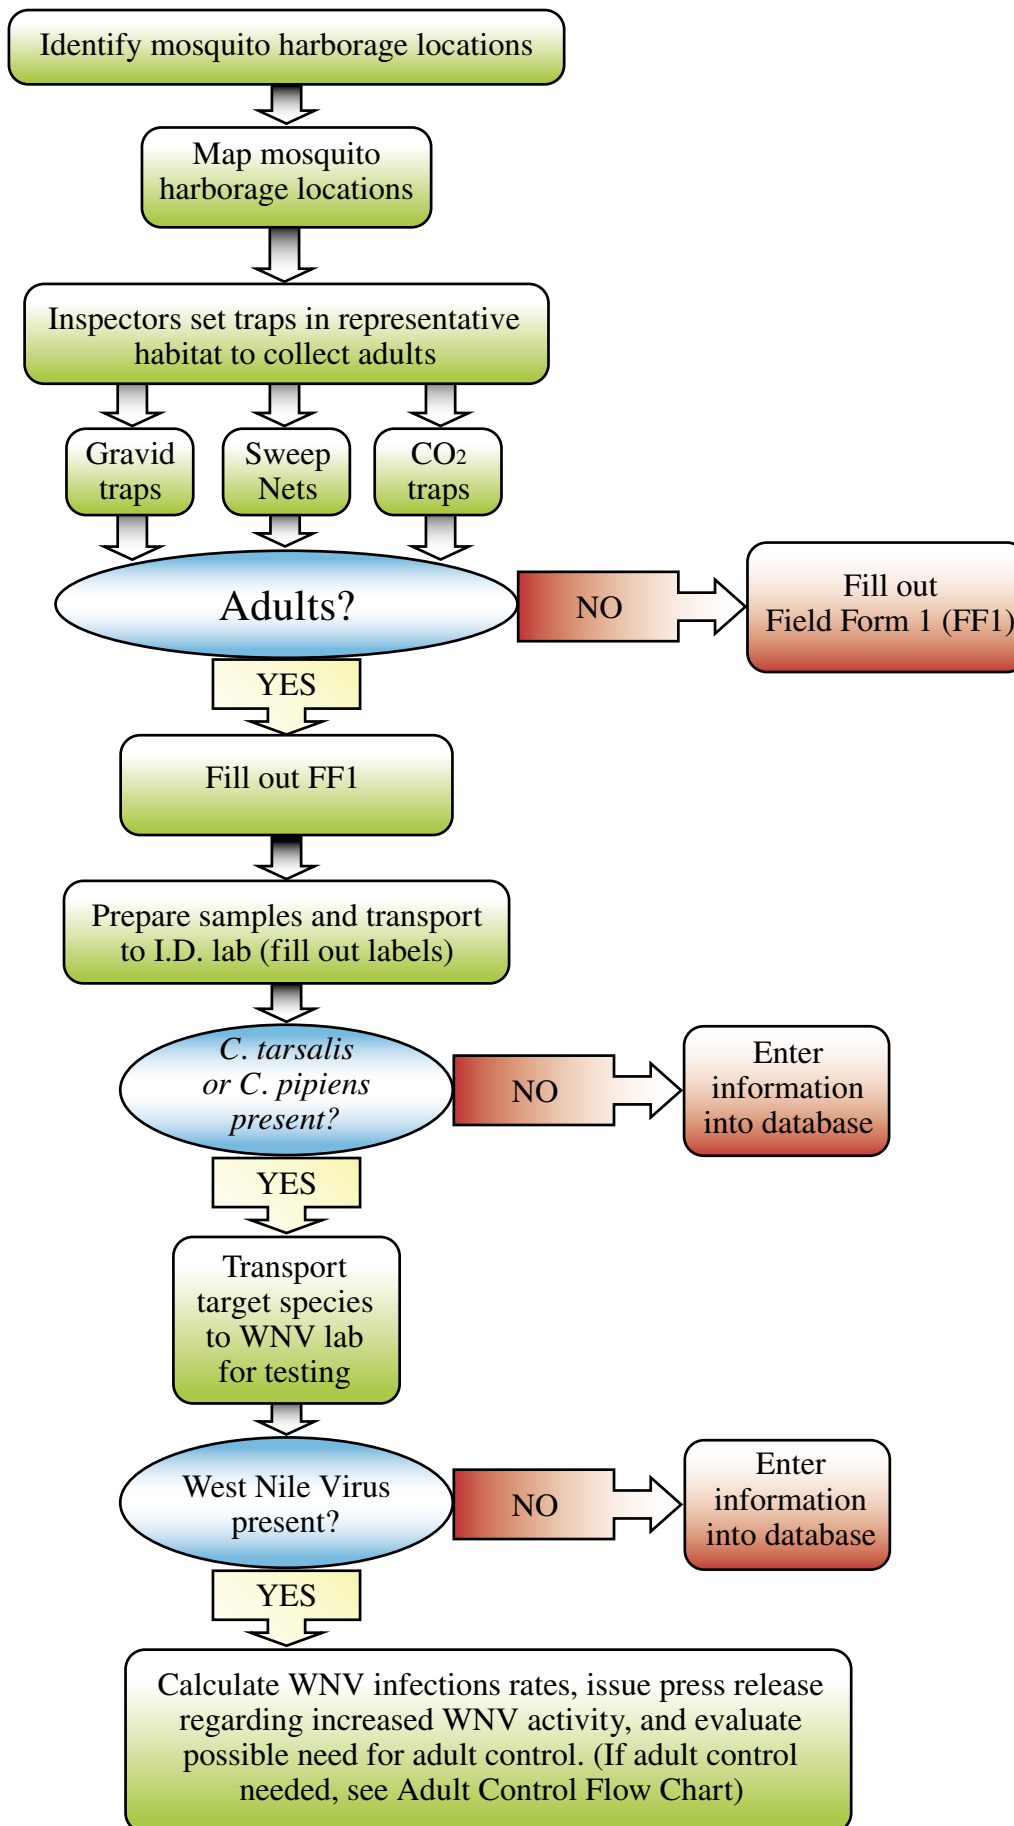 Identify mosquito harborage locations
Map mosquito
harborage locations
Inspectors set traps in representative
habitat to collect adults
Gravid
traps
Sweep
Nets
CO2
traps
Adults?
NO
Fill out
Field Form 1 (FF1)
YES
Fill out FF1
Prepare samples and transport
to I.D. lab (fill out labels)
C. tarsalis
or C. pipiens
present?
NO
Enter
information
into database
YES
Transport
target species
to WNV lab
for testing
West Nile Virus
present?
NO
Enter
information
into database
YES
Calculate WNV infections rates, issue press release
regarding increased WNV activity, and evaluate
possible need for adult control. (If adult control
needed, see Adult Control Flow Chart)